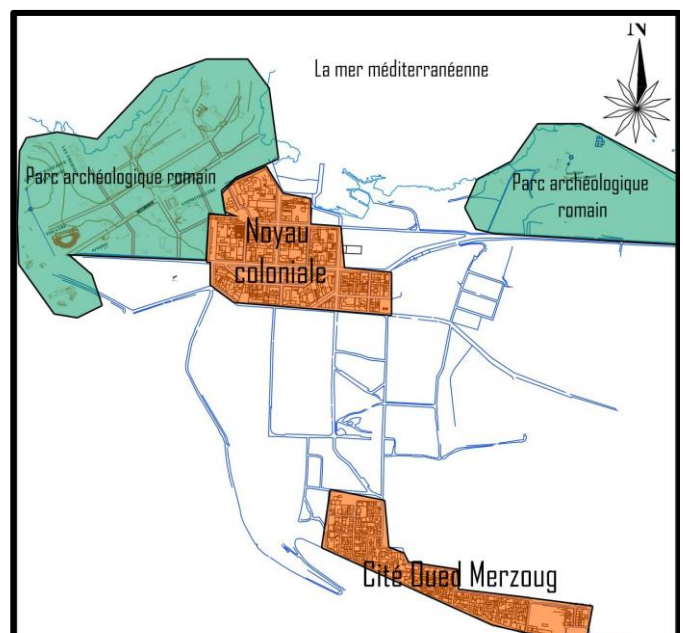 N
La mer méditerranéenne
Parc archéologique romain
Parc archéologique
romain
Noyau
coloniale
Cité Oued Merzoug